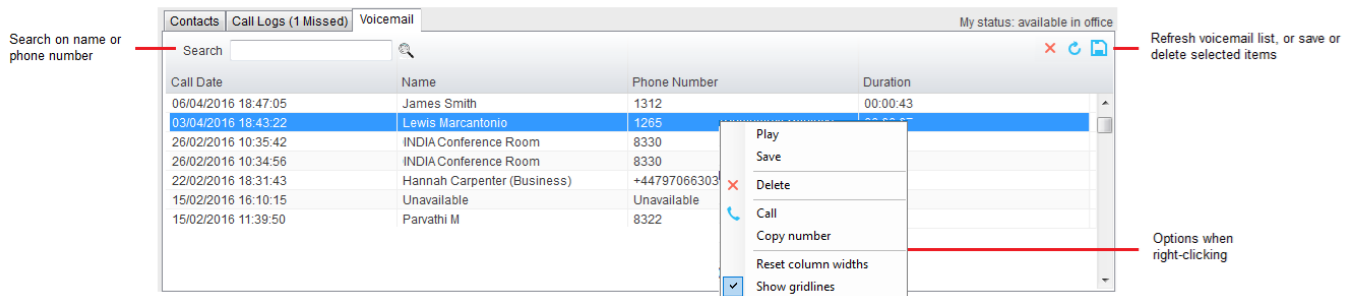 Contacts Call Logs (1 Missed) Voicemail My status: available in office
Search on name or
phone number
Search
Refresh voicemail list, or save or
delete selected items
Call Date Name Phone Number Duration
06/04/2016 18:47:05 James Smith 1312 00:00:43
03/04/2016 18:43:22 Lewis Marcantonio 1265
26/02/2016 10:35:42 INDIA Conference Room 8330
26/02/2016 10:34:56 INDIA Conference Room 8330
22/02/2016 18:31:43 Hannah Carpenter (Business) +44797066303
15/02/2016 16:10:15 Unavailable Unavailable
15/02/2016 11:39:50 Parvathi M 8322
Play
Save
Delete
Call
Copy number
Reset column widths
Show gridlines
Options when
right-clicking